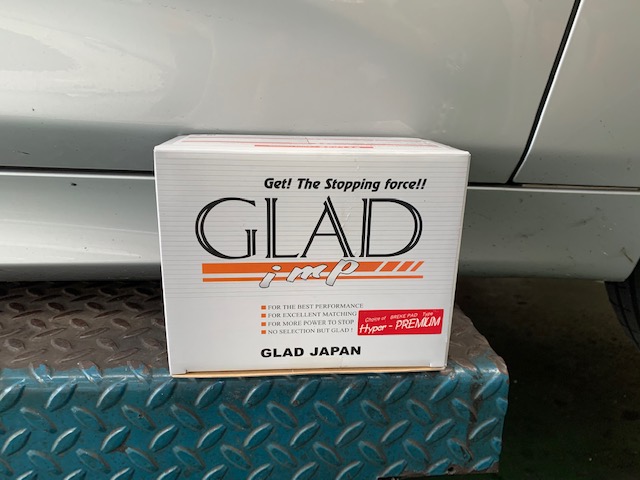 Get! The Stopping force!!
GLAD
imp
FOR THE BEST PERFORMANCE
FOR EXCELLENT MATCHING
FOR MORE POWER TO STOP
NO SELECTION BUT GLAD !
Choice of BREKE PAD Type
Hyper-PREMIUM
GLAD JAPAN